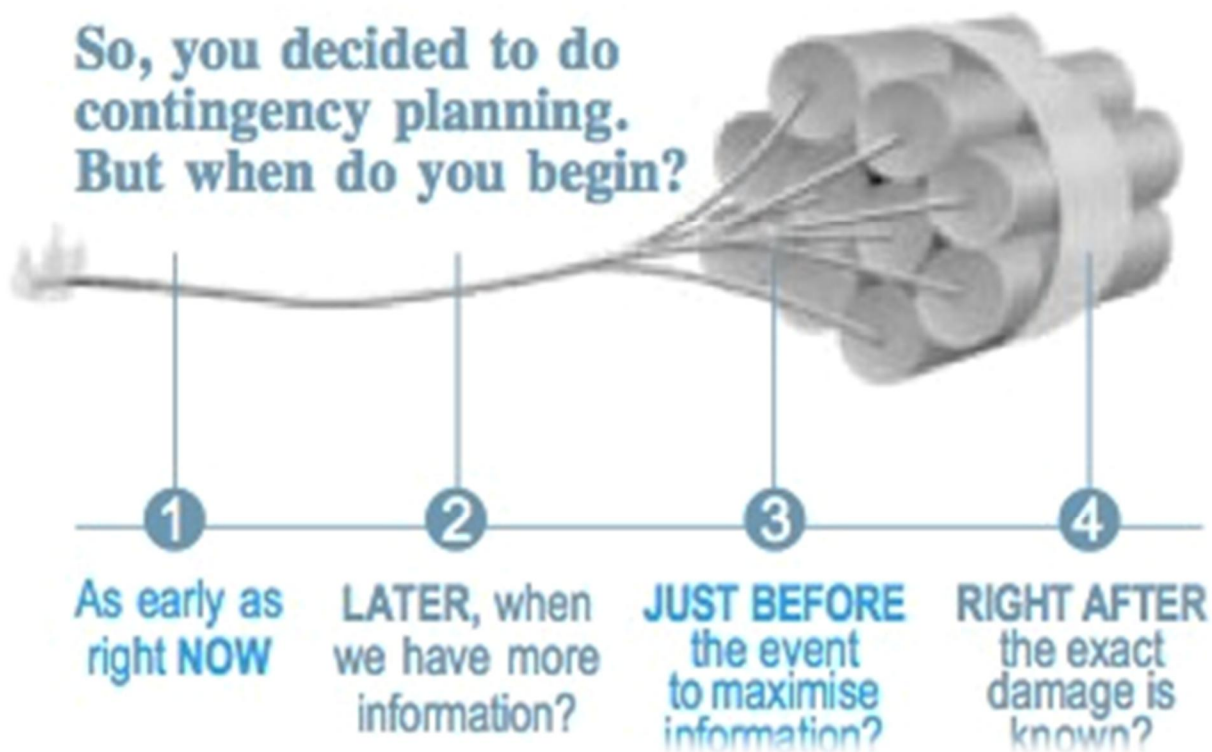 So, you decided to do
contingency planning.
But when do you begin?
1
2
3
4
As early as
right NOW
LATER, when
we have more
information?
JUST BEFORE
the event
to maximise
information?
RIGHT AFTER
the exact
damage is
known?